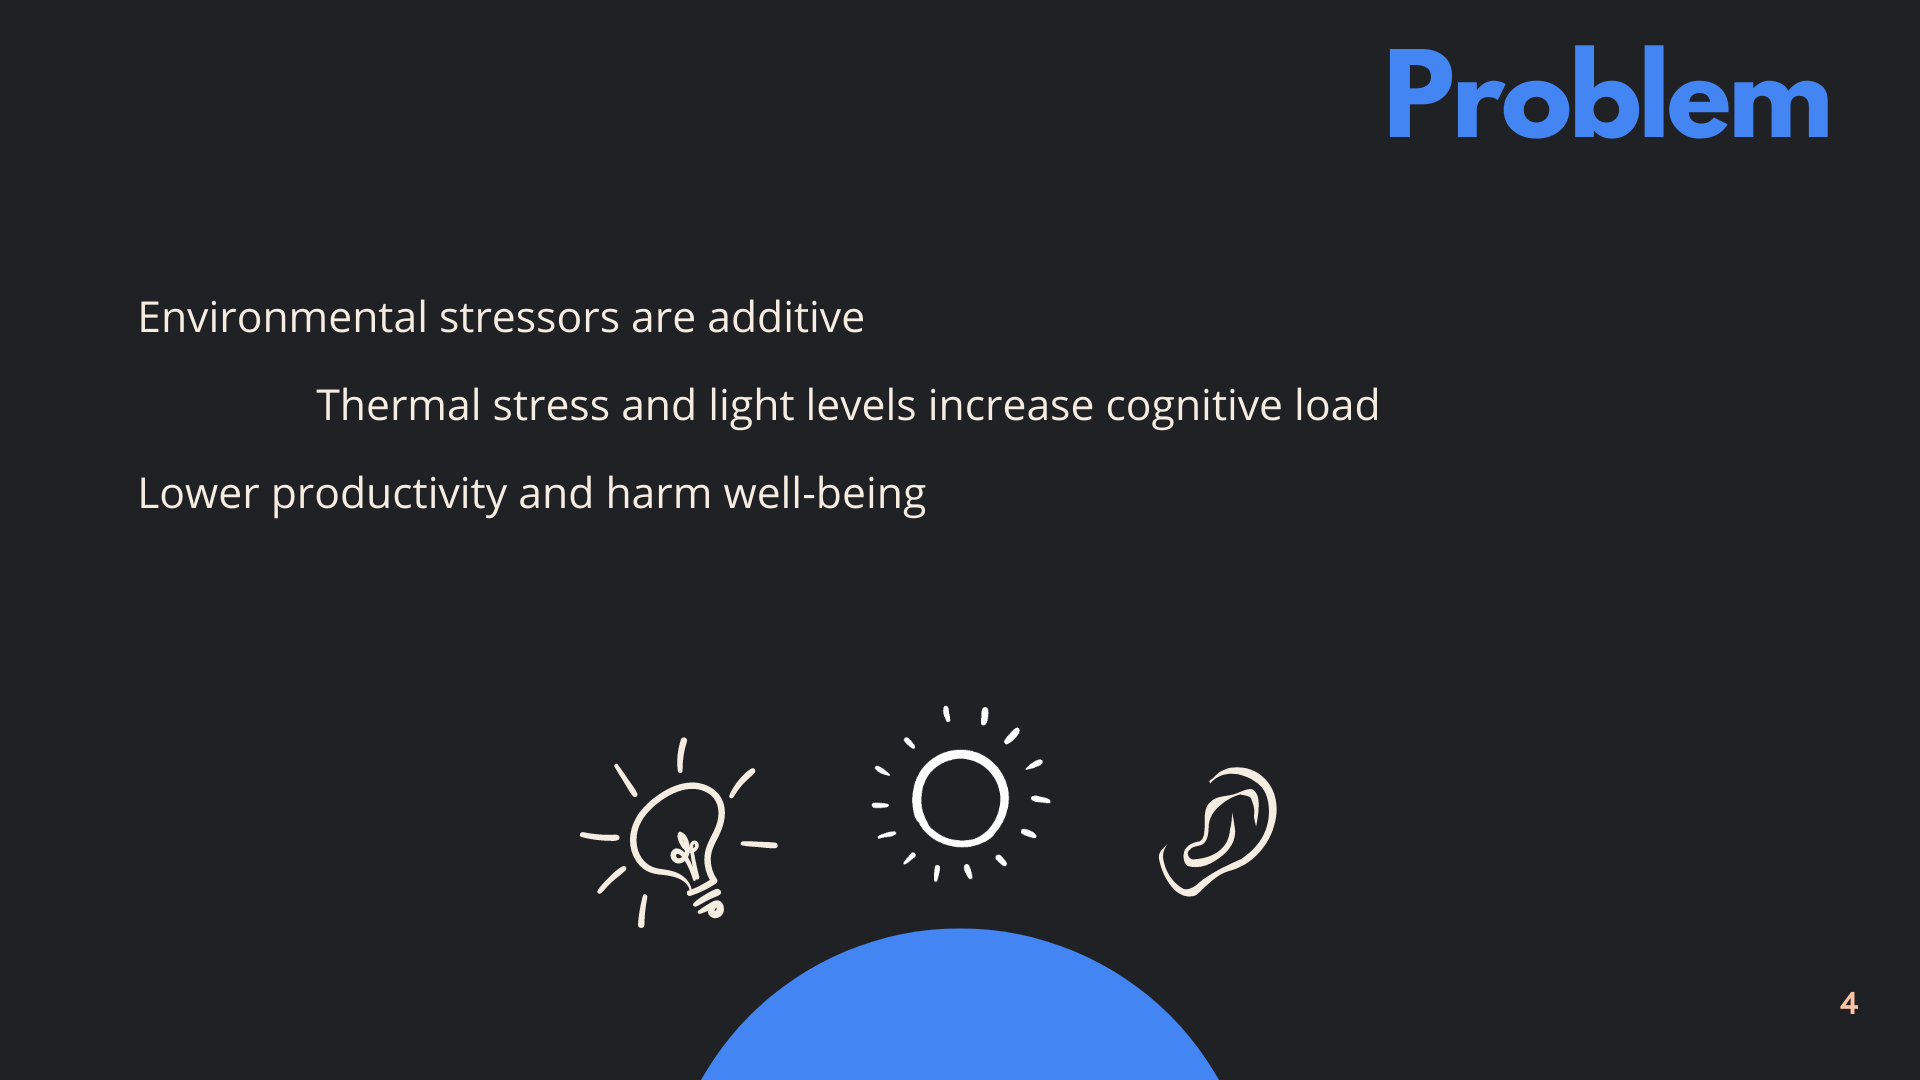 Problem
Environmental stressors are additive
Thermal stress and light levels increase cognitive load
Lower productivity and harm well-being
4